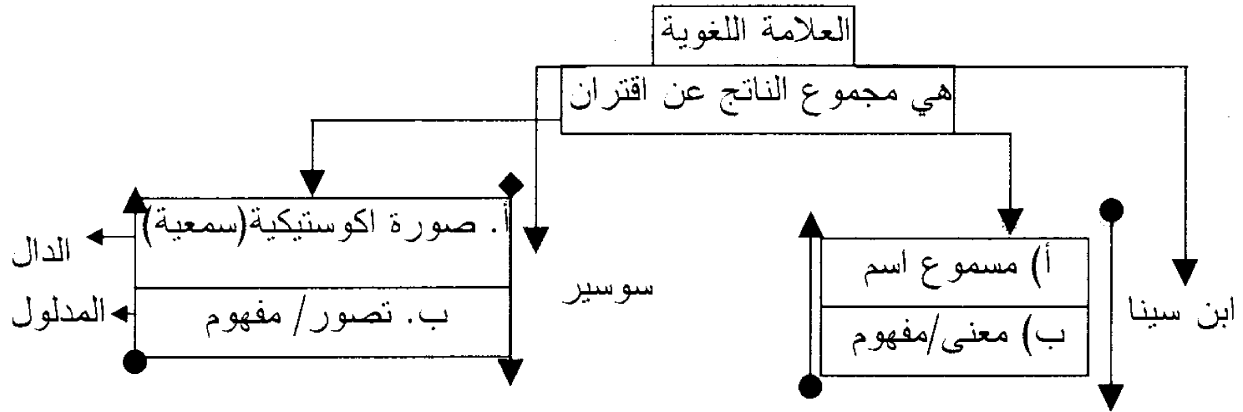 العلامة اللغوية
هي مجموع الناتج عن اقتران
أ) مسموع اسم
ب) معنى/مفهوم
ابن سينا
أ. صورة اكوستيكية(سمعية)
ب. تصور/ مفهوم
سوسير
الدال
المدلول